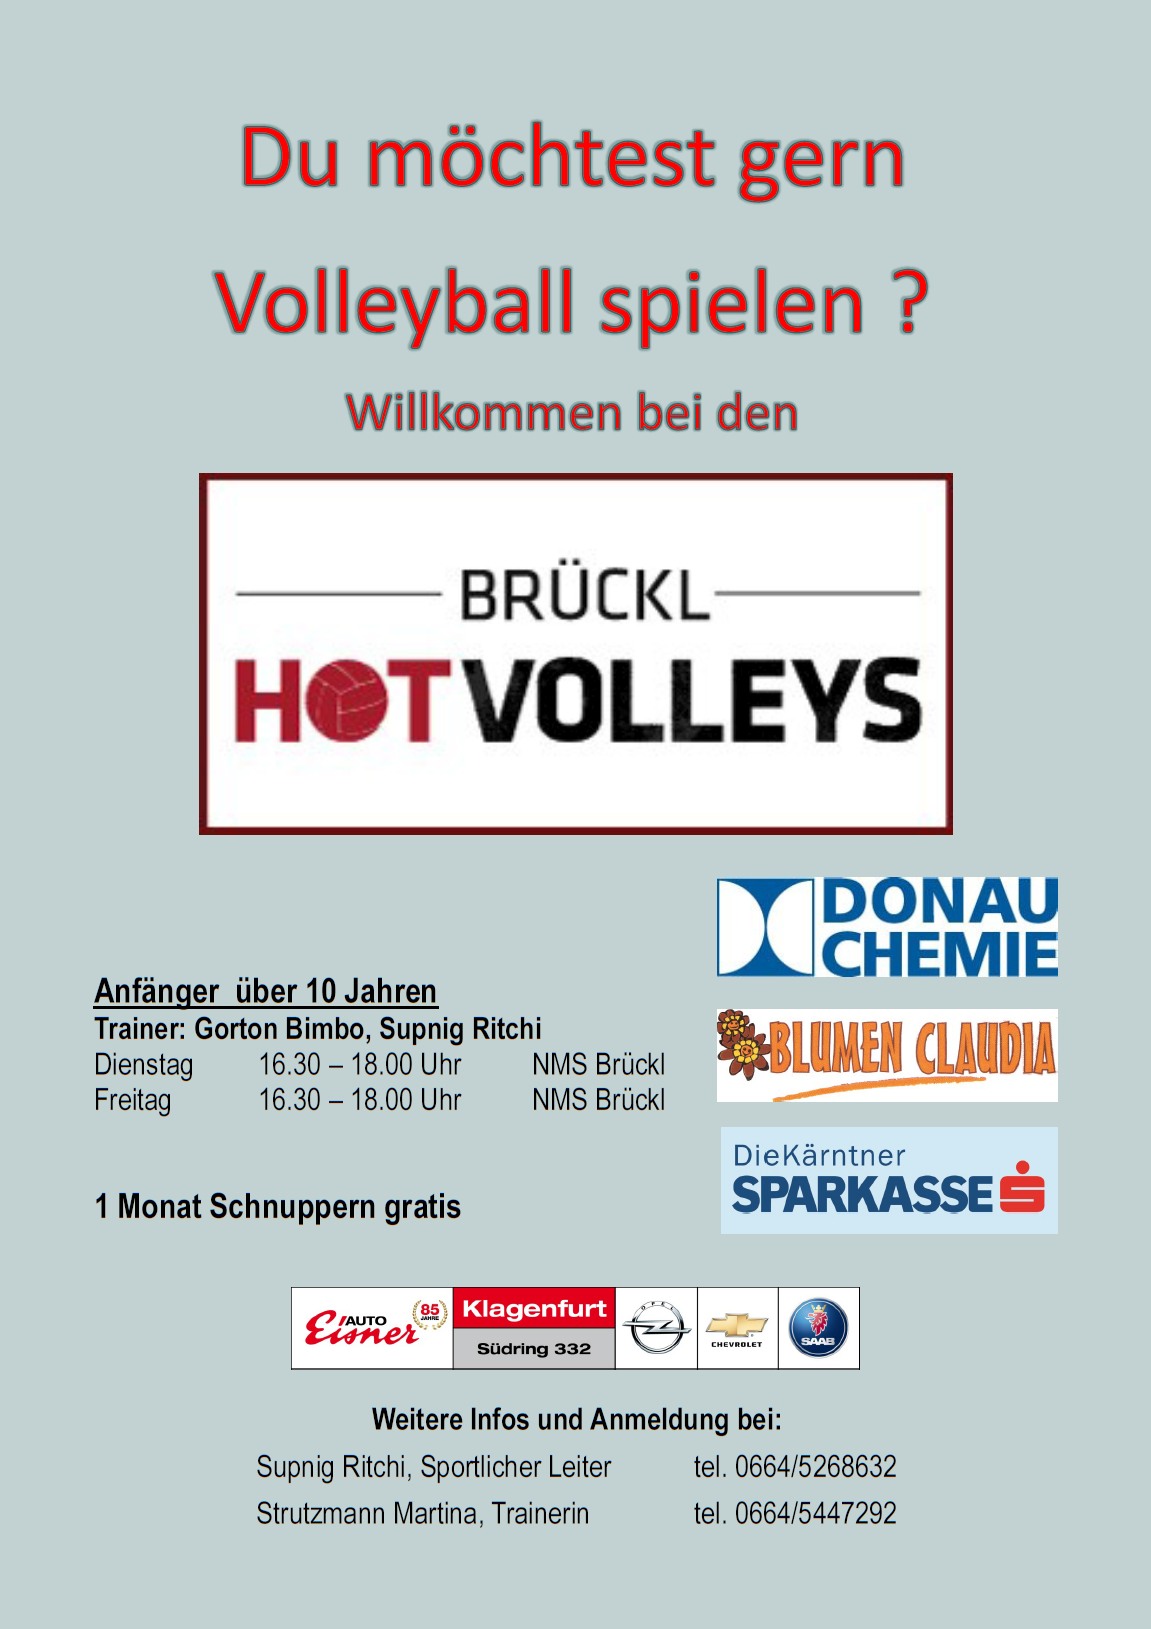 Du möchtest gern
Volleyball spielen ?
Willkommen bei den
BRÜCKL
HOTVOLLEYS
DONAU
CHEMIE
Anfänger über 10 Jahren
Trainer: Gorton Bimbo, Supnig Ritchi
Dienstag 16.30 – 18.00 Uhr NMS Brückl
Freitag 16.30 – 18.00 Uhr NMS Brückl
BLUMEN CLAUDIA
DieKärntner
SPARKASSE S
1 Monat Schnuppern gratis
AUTO
Eisner
85
JAHRE
Klagenfurt
Südring 332
OPEL
CHEVROLET
SAAB
Weitere Infos und Anmeldung bei:
Supnig Ritchi, Sportlicher Leiter tel. 0664/5268632
Strutzmann Martina, Trainerin tel. 0664/5447292